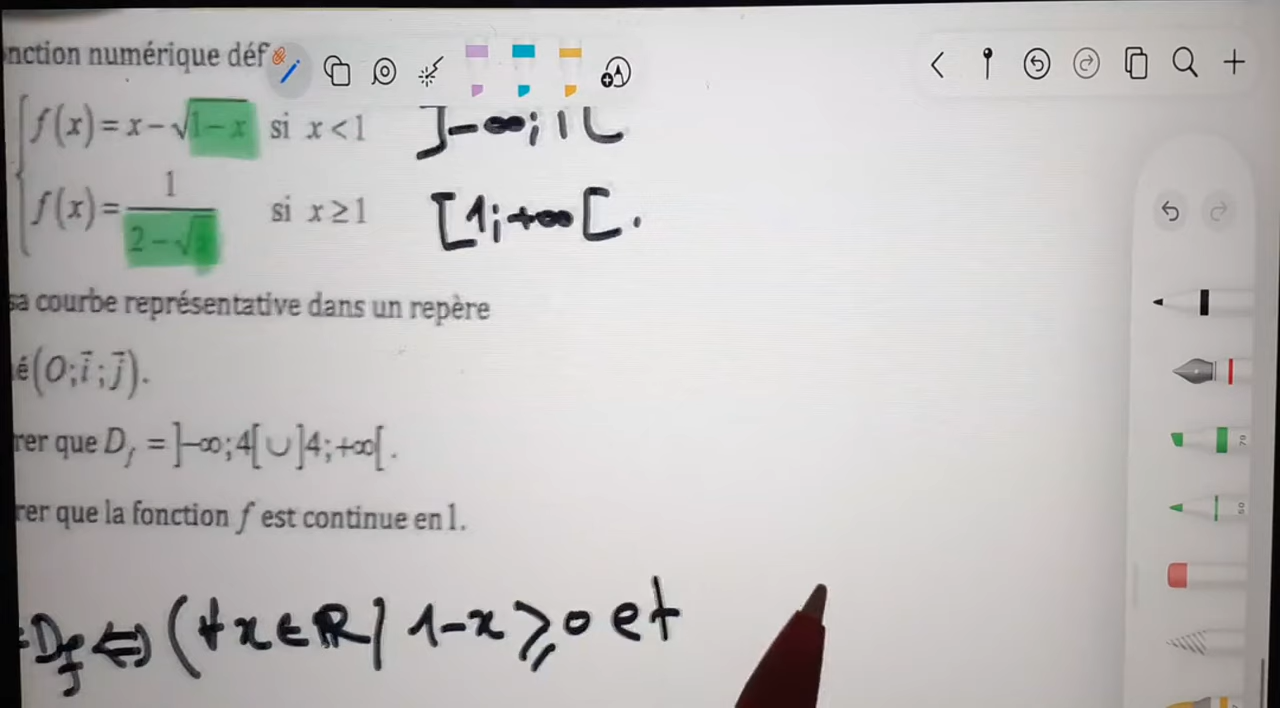 nction numérique déf
f(x) = x - √1-x si x < 1 ]-∞; 1[
f(x) = 1/(2-√x) si x ≥ 1 [1; +∞[.
sa courbe représentative dans un repère
é(O; i⃗ ; j⃗).
rer que D_f = ]-∞; 4[ ∪ ]4; +∞[.
rer que la fonction f est continue en 1.
Df ⇔ (∀x ∈ ℝ / 1-x ⩾ 0 et